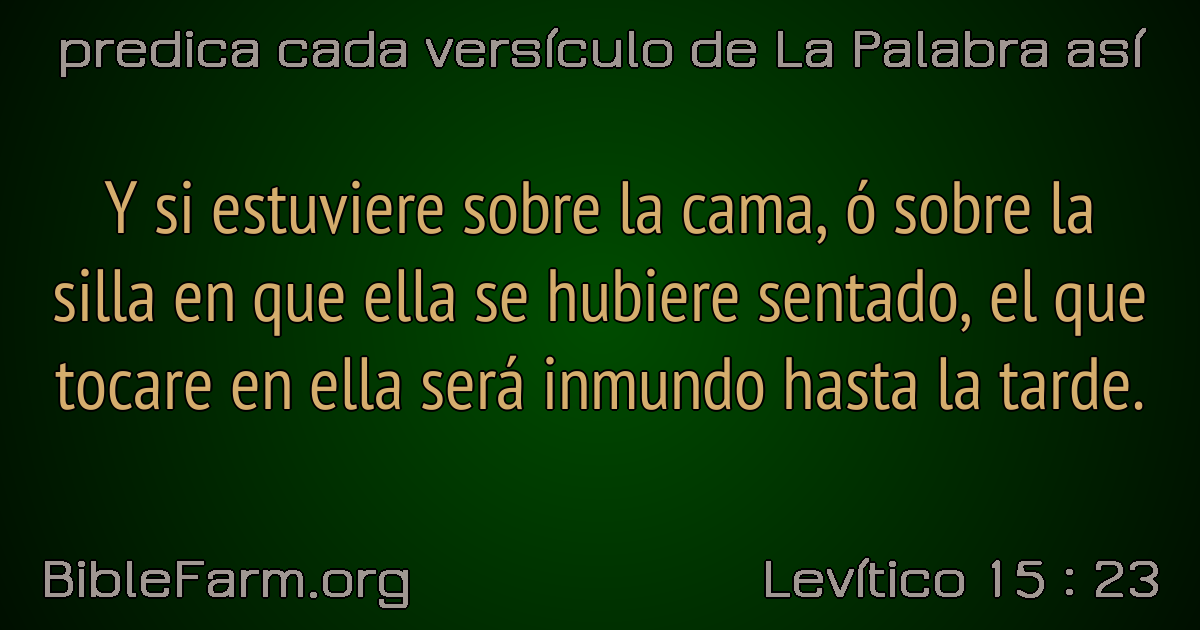 predica cada versículo de La Palabra así
Y si estuviere sobre la cama, ó sobre la
silla en que ella se hubiere sentado, el que
tocare en ella será inmundo hasta la tarde.
BibleFarm.org
Levítico 15 : 23